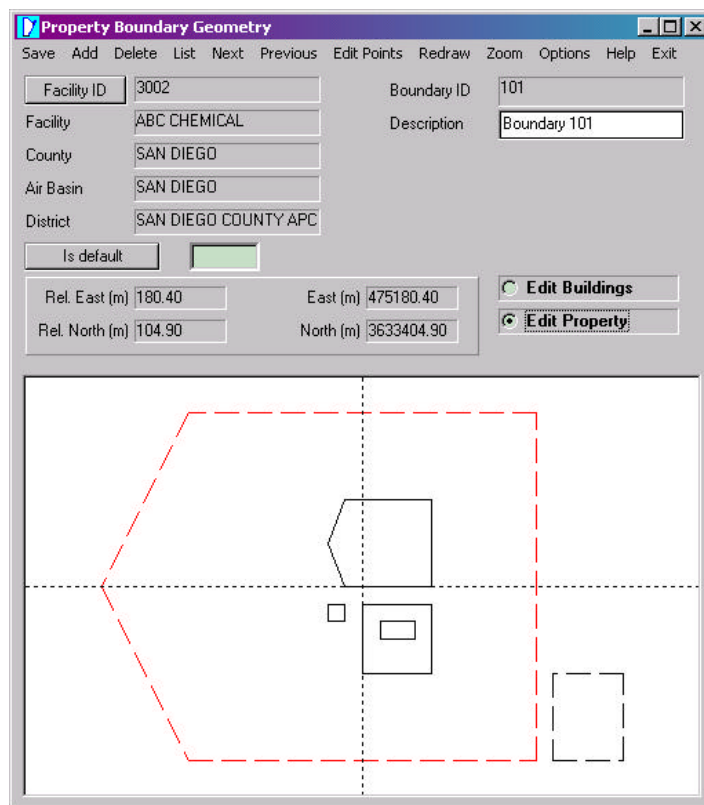 Property Boundary Geometry
Save Add Delete List Next Previous Edit Points Redraw Zoom Options Help Exit
Facility ID 3002 Boundary ID 101
Facility ABC CHEMICAL Description Boundary 101
County SAN DIEGO
Air Basin SAN DIEGO
District SAN DIEGO COUNTY APC
Is default
Rel. East (m) 180.40 East (m) 475180.40 Edit Buildings
Rel. North (m) 104.90 North (m) 3633404.90 Edit Property